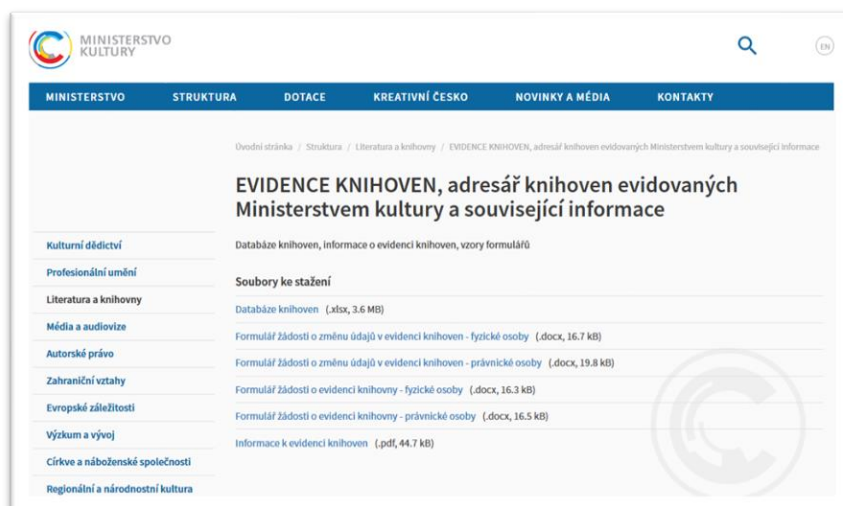 MINISTERSTVO
KULTURY
EN
MINISTERSTVO STRUKTURA DOTACE KREATIVNÍ ČESKO NOVINKY A MÉDIA KONTAKTY
Úvodní stránka / Struktura / Literatura a knihovny / EVIDENCE KNIHOVEN, adresář knihoven evidovaných Ministerstvem kultury a související informace
EVIDENCE KNIHOVEN, adresář knihoven evidovaných
Ministerstvem kultury a související informace
Databáze knihoven, informace o evidenci knihoven, vzory formulářů
Soubory ke stažení
Databáze knihoven (.xlsx, 3.6 MB)
Formulář žádosti o změnu údajů v evidenci knihoven - fyzické osoby (.docx, 16.7 kB)
Formulář žádosti o změnu údajů v evidenci knihoven - právnické osoby (.docx, 19.8 kB)
Formulář žádosti o evidenci knihovny - fyzické osoby (.docx, 16.3 kB)
Formulář žádosti o evidenci knihovny - právnické osoby (.docx, 16.5 kB)
Informace k evidenci knihoven (.pdf, 44.7 kB)
Kulturní dědictví
Profesionální umění
Literatura a knihovny
Média a audiovize
Autorské právo
Zahraniční vztahy
Evropské záležitosti
Výzkum a vývoj
Církve a náboženské společnosti
Regionální a národnostní kultura